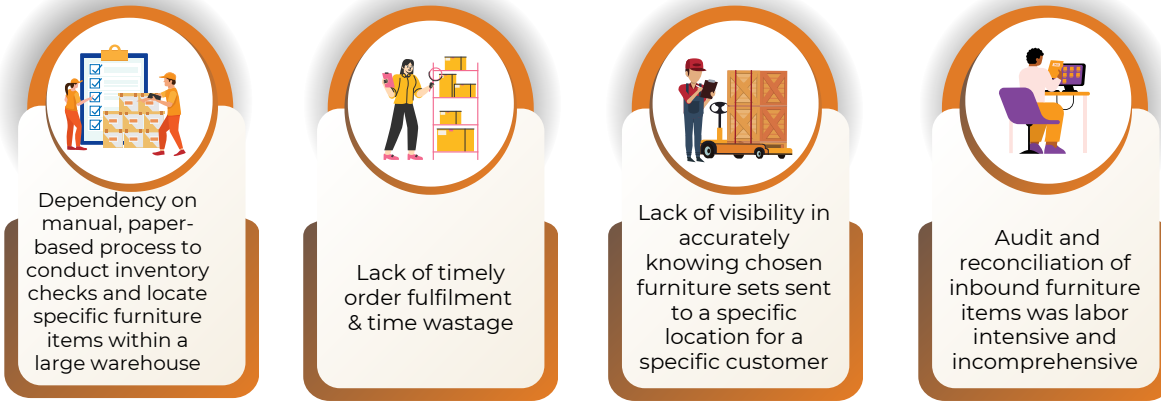 Dependency on
manual, paper-
based process to
conduct inventory
checks and locate
specific furniture
items within a
large warehouse
Lack of timely
order fulfilment
& time wastage
Lack of visibility in
accurately
knowing chosen
furniture sets sent
to a specific
location for a
specific customer
Audit and
reconciliation of
inbound furniture
items was labor
intensive and
incomprehensive